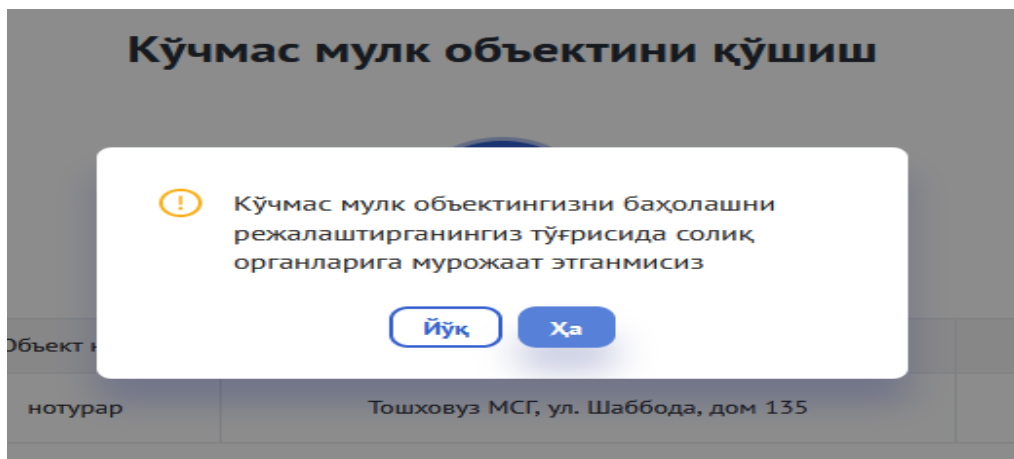 Кўчмас мулк объектини қўшиш
Кўчмас мулк объектингизни баҳолашни
режалаштирганингиз тўғрисида солиқ
органларига мурожаат этганмисиз
Йўқ Ҳа
Объект
нотурар Тошховуз МСГ, ул. Шаббода, дом 135